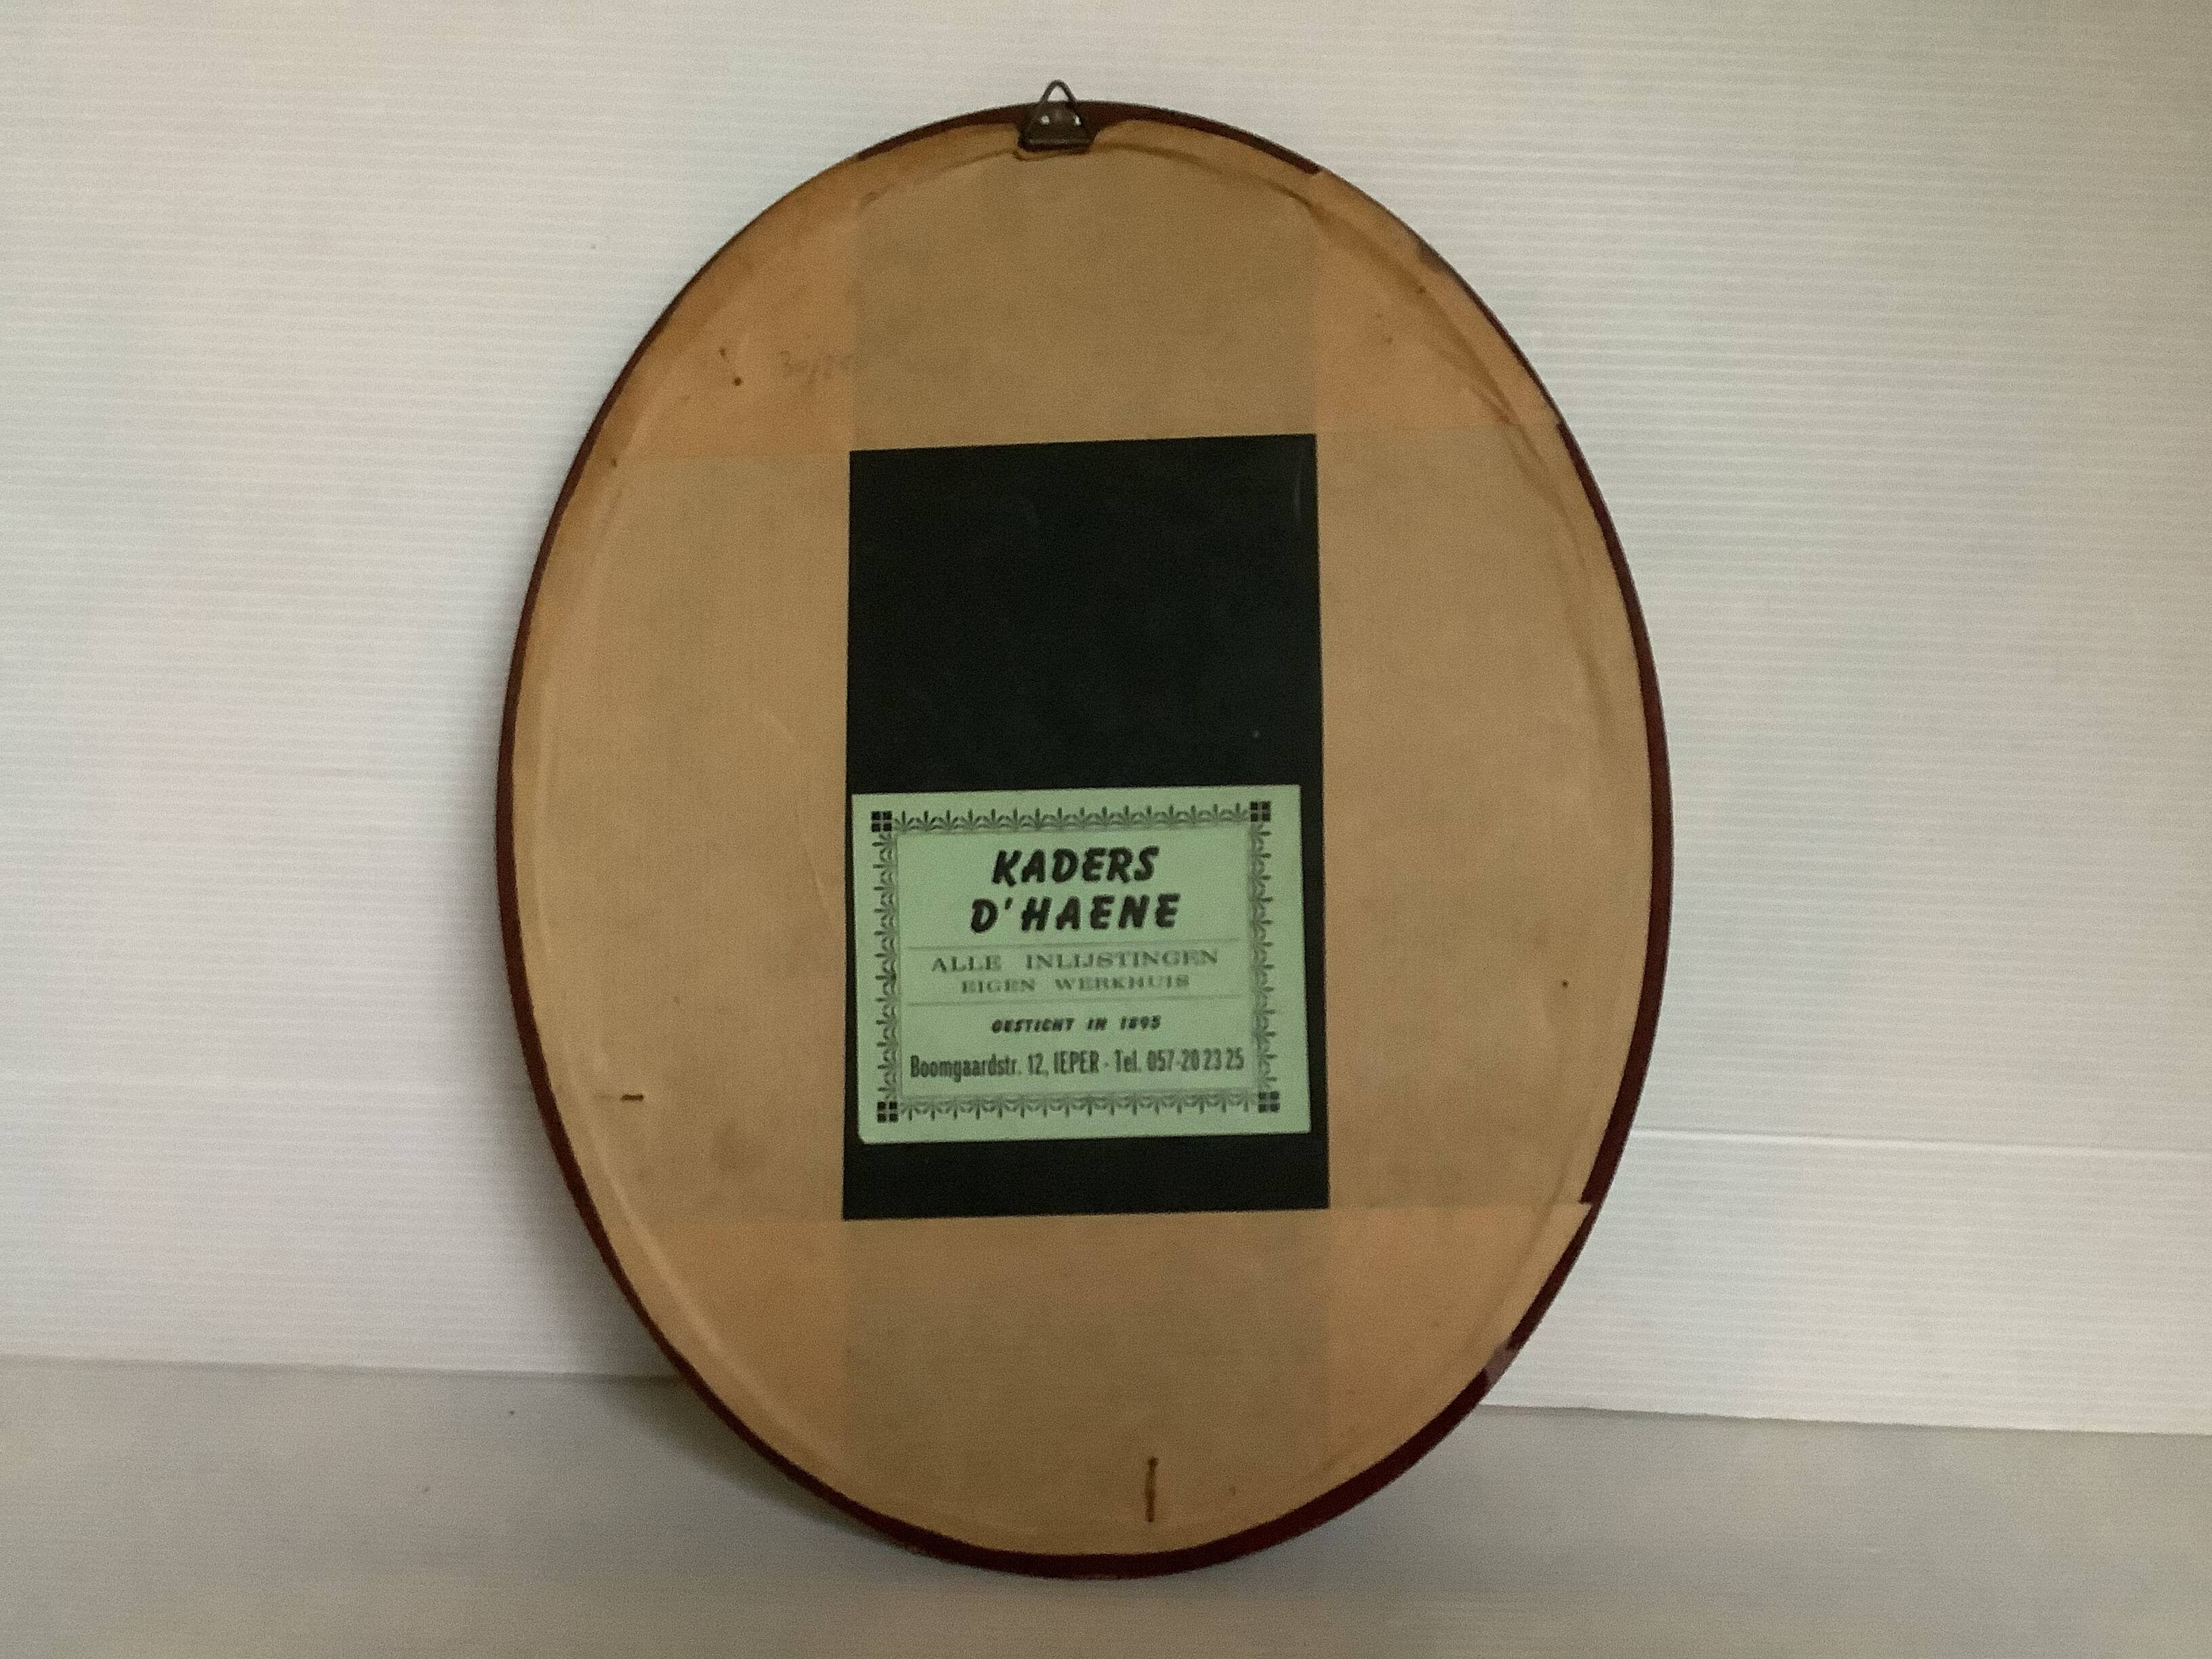 KADERS
D'HAENE
ALLE INLIJSTINGEN
EIGEN WERKHUIS
GESTICHT IN 1895
Boomgaardstr. 12, IEPER - Tel. 057-20 23 25